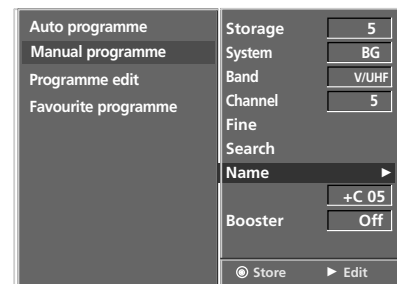 Auto programme
Manual programme
Programme edit
Favourite programme
Storage 5
System BG
Band V/UHF
Channel 5
Fine
Search
Name ►
+C 05
Booster Off
◉ Store ► Edit